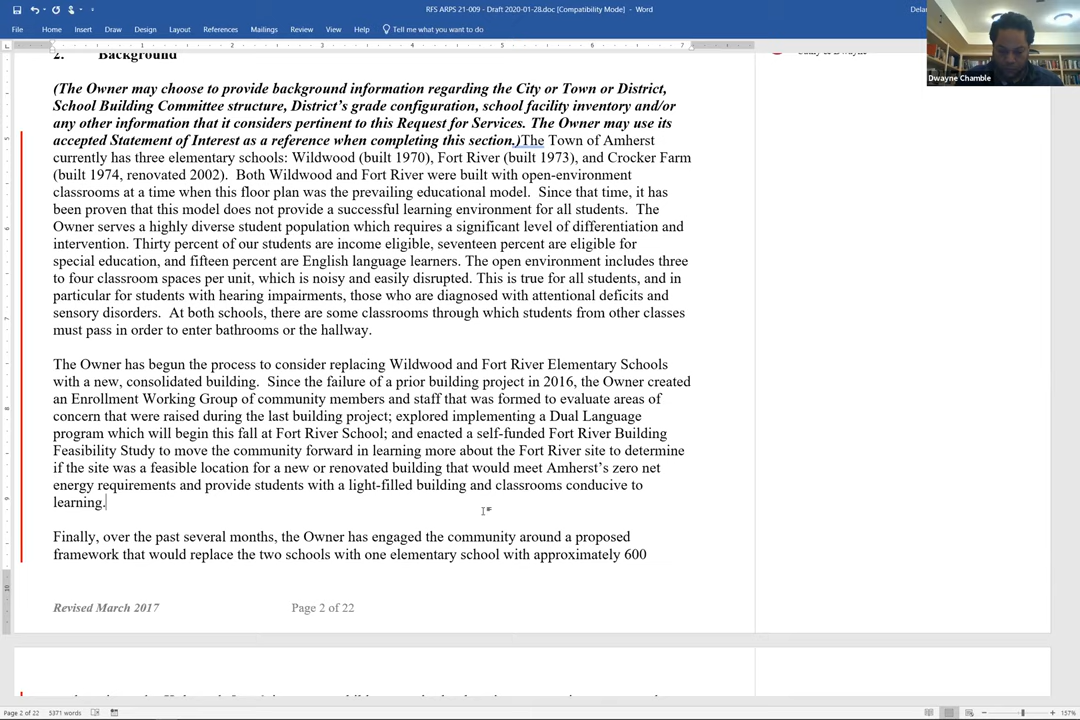 RFS ARPS 21-009 - Draft 2020-01-28.doc [Compatibility Mode] - Word
File Home Insert Draw Design Layout References Mailings Review View Help Tell me what you want to do
Dwayne Chamble
2. Background
(The Owner may choose to provide background information regarding the City or Town or District,
School Building Committee structure, District's grade configuration, school facility inventory and/or
any other information that it considers pertinent to this Request for Services. The Owner may use its
accepted Statement of Interest as a reference when completing this section.)The Town of Amherst
currently has three elementary schools: Wildwood (built 1970), Fort River (built 1973), and Crocker Farm
(built 1974, renovated 2002). Both Wildwood and Fort River were built with open-environment
classrooms at a time when this floor plan was the prevailing educational model. Since that time, it has
been proven that this model does not provide a successful learning environment for all students. The
Owner serves a highly diverse student population which requires a significant level of differentiation and
intervention. Thirty percent of our students are income eligible, seventeen percent are eligible for
special education, and fifteen percent are English language learners. The open environment includes three
to four classroom spaces per unit, which is noisy and easily disrupted. This is true for all students, and in
particular for students with hearing impairments, those who are diagnosed with attentional deficits and
sensory disorders. At both schools, there are some classrooms through which students from other classes
must pass in order to enter bathrooms or the hallway.
The Owner has begun the process to consider replacing Wildwood and Fort River Elementary Schools
with a new, consolidated building. Since the failure of a prior building project in 2016, the Owner created
an Enrollment Working Group of community members and staff that was formed to evaluate areas of
concern that were raised during the last building project; explored implementing a Dual Language
program which will begin this fall at Fort River School; and enacted a self-funded Fort River Building
Feasibility Study to move the community forward in learning more about the Fort River site to determine
if the site was a feasible location for a new or renovated building that would meet Amherst's zero net
energy requirements and provide students with a light-filled building and classrooms conducive to
learning.
Finally, over the past several months, the Owner has engaged the community around a proposed
framework that would replace the two schools with one elementary school with approximately 600
Revised March 2017 Page 2 of 22
Page 2 of 22 5371 words 157%